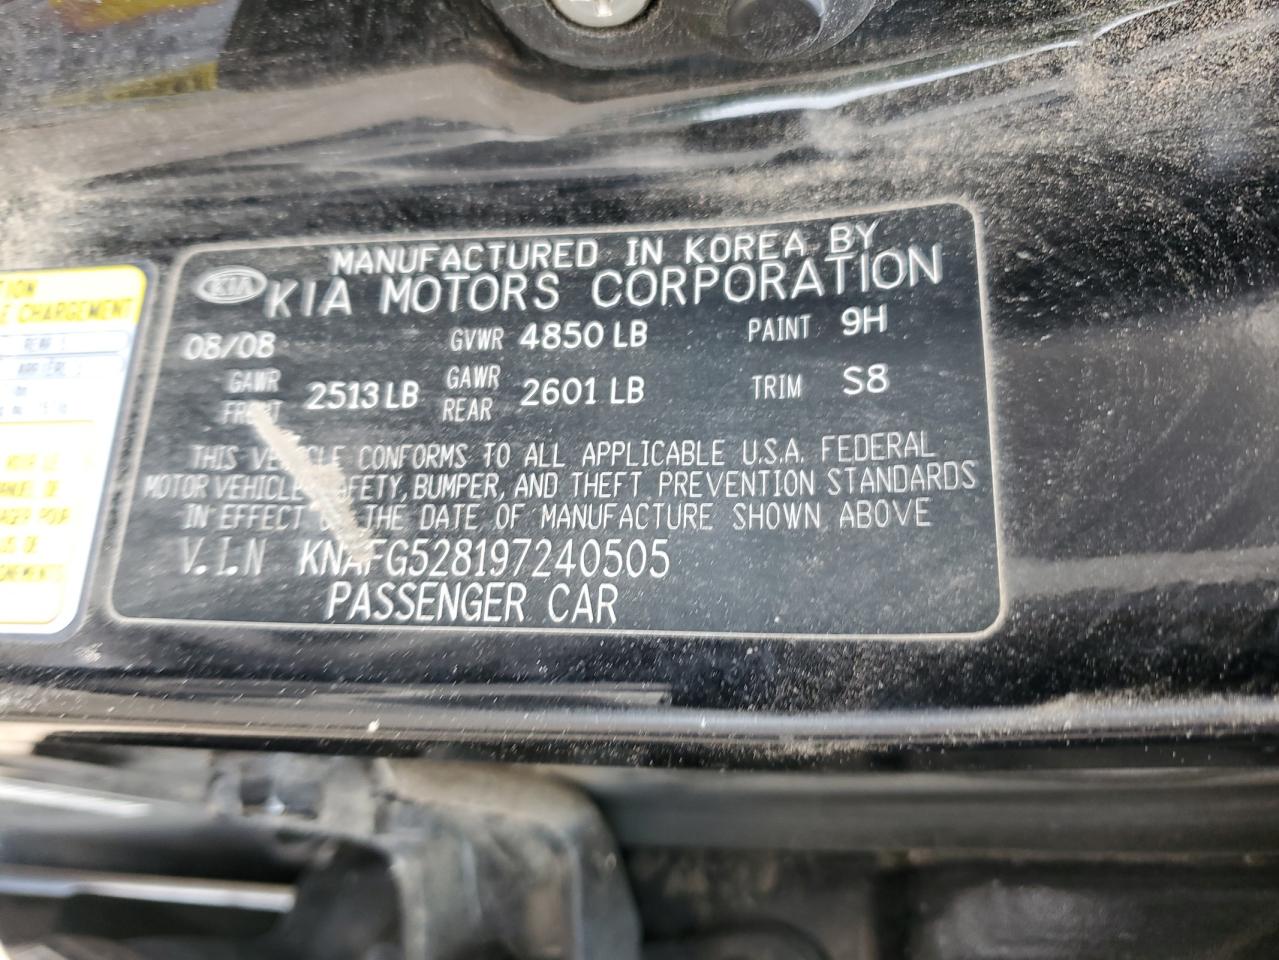 MANUFACTURED IN KOREA BY
KIA KIA MOTORS CORPORATION
08/08 GVWR 4850 LB PAINT 9H
GAWR FRONT 2513 LB GAWR REAR 2601 LB TRIM S8
THIS VEHICLE CONFORMS TO ALL APPLICABLE U.S.A. FEDERAL
MOTOR VEHICLE SAFETY, BUMPER, AND THEFT PREVENTION STANDARDS
IN EFFECT ON THE DATE OF MANUFACTURE SHOWN ABOVE
V.I.N KNAFG528197240505
PASSENGER CAR
CHARGEMENT